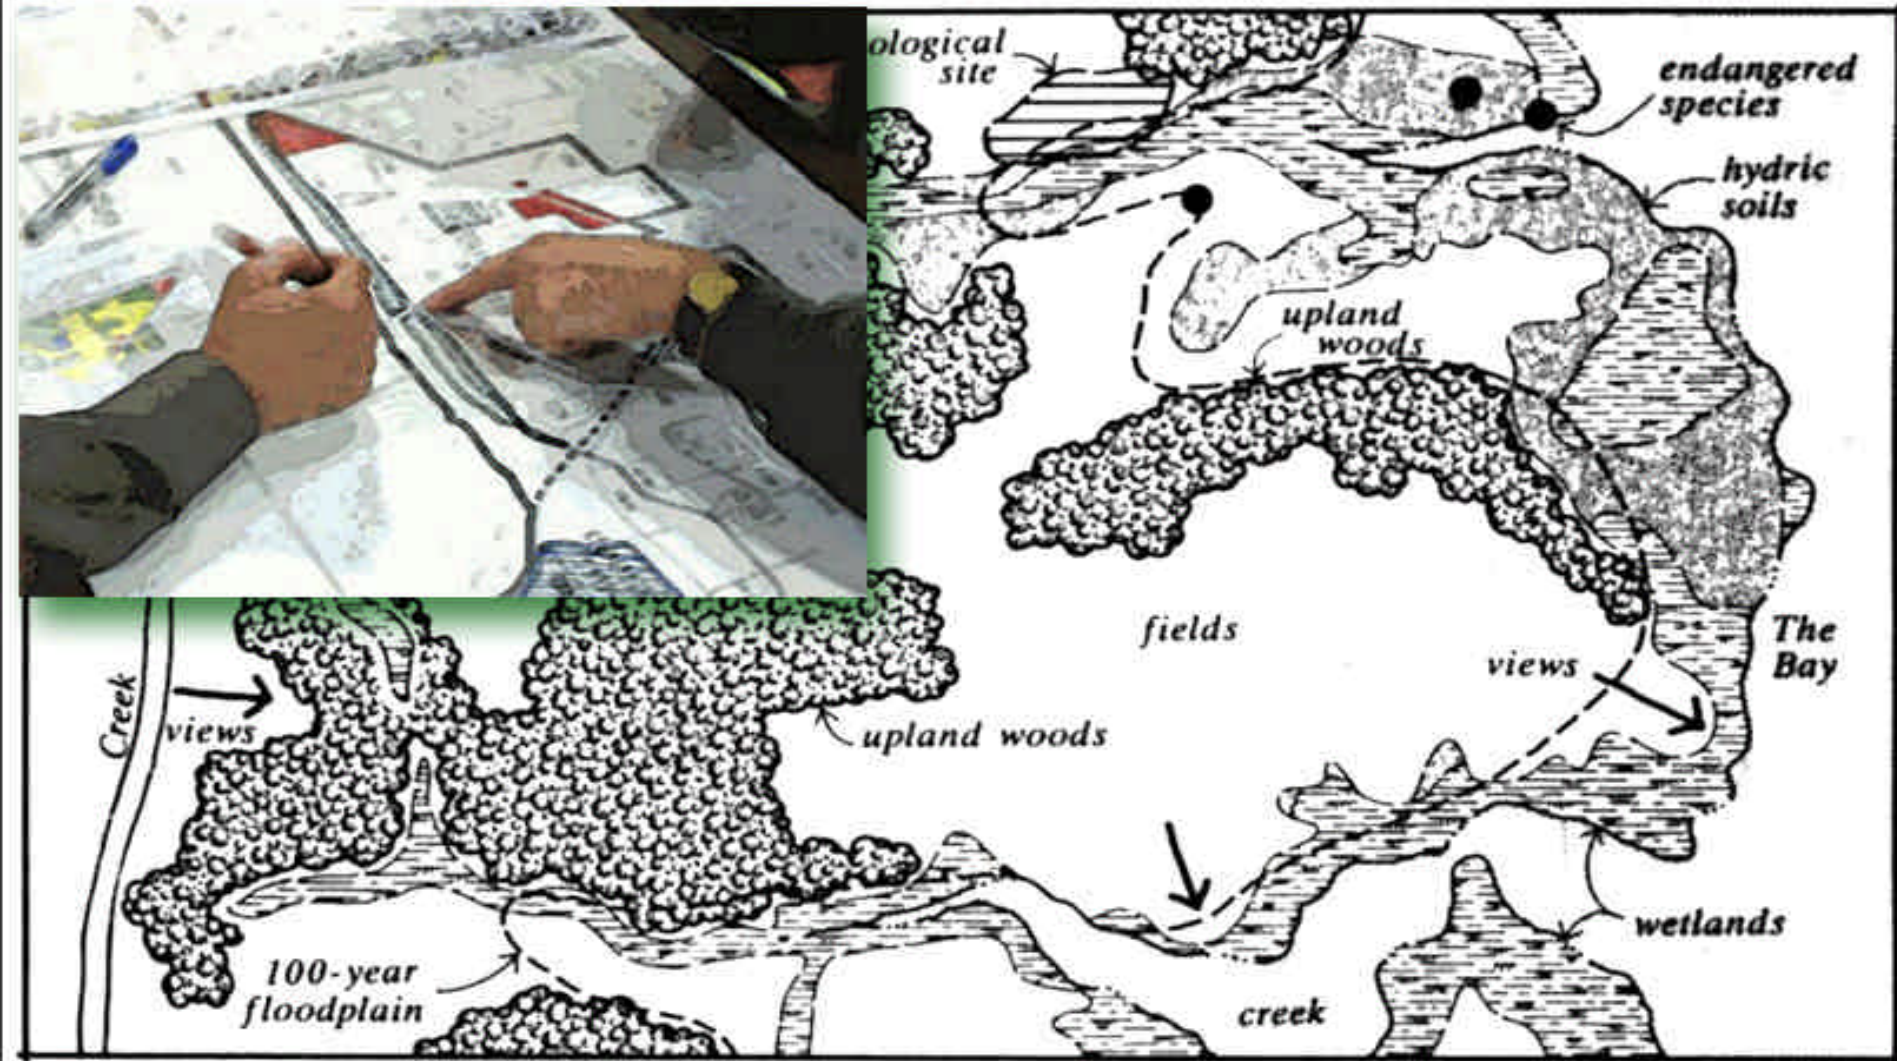 ological
site
endangered
species
hydric
soils
upland
woods
fields
The
Bay
views
Creek
views
upland woods
wetlands
100-year
floodplain
creek